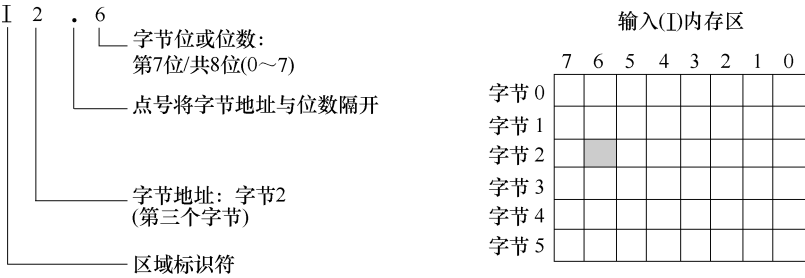 I 2 . 6
字节位或位数：
第7位/共8位(0～7)
点号将字节地址与位数隔开
字节地址：字节2
(第三个字节)
区域标识符
输入(I)内存区
7 6 5 4 3 2 1 0
字节 0
字节 1
字节 2
字节 3
字节 4
字节 5